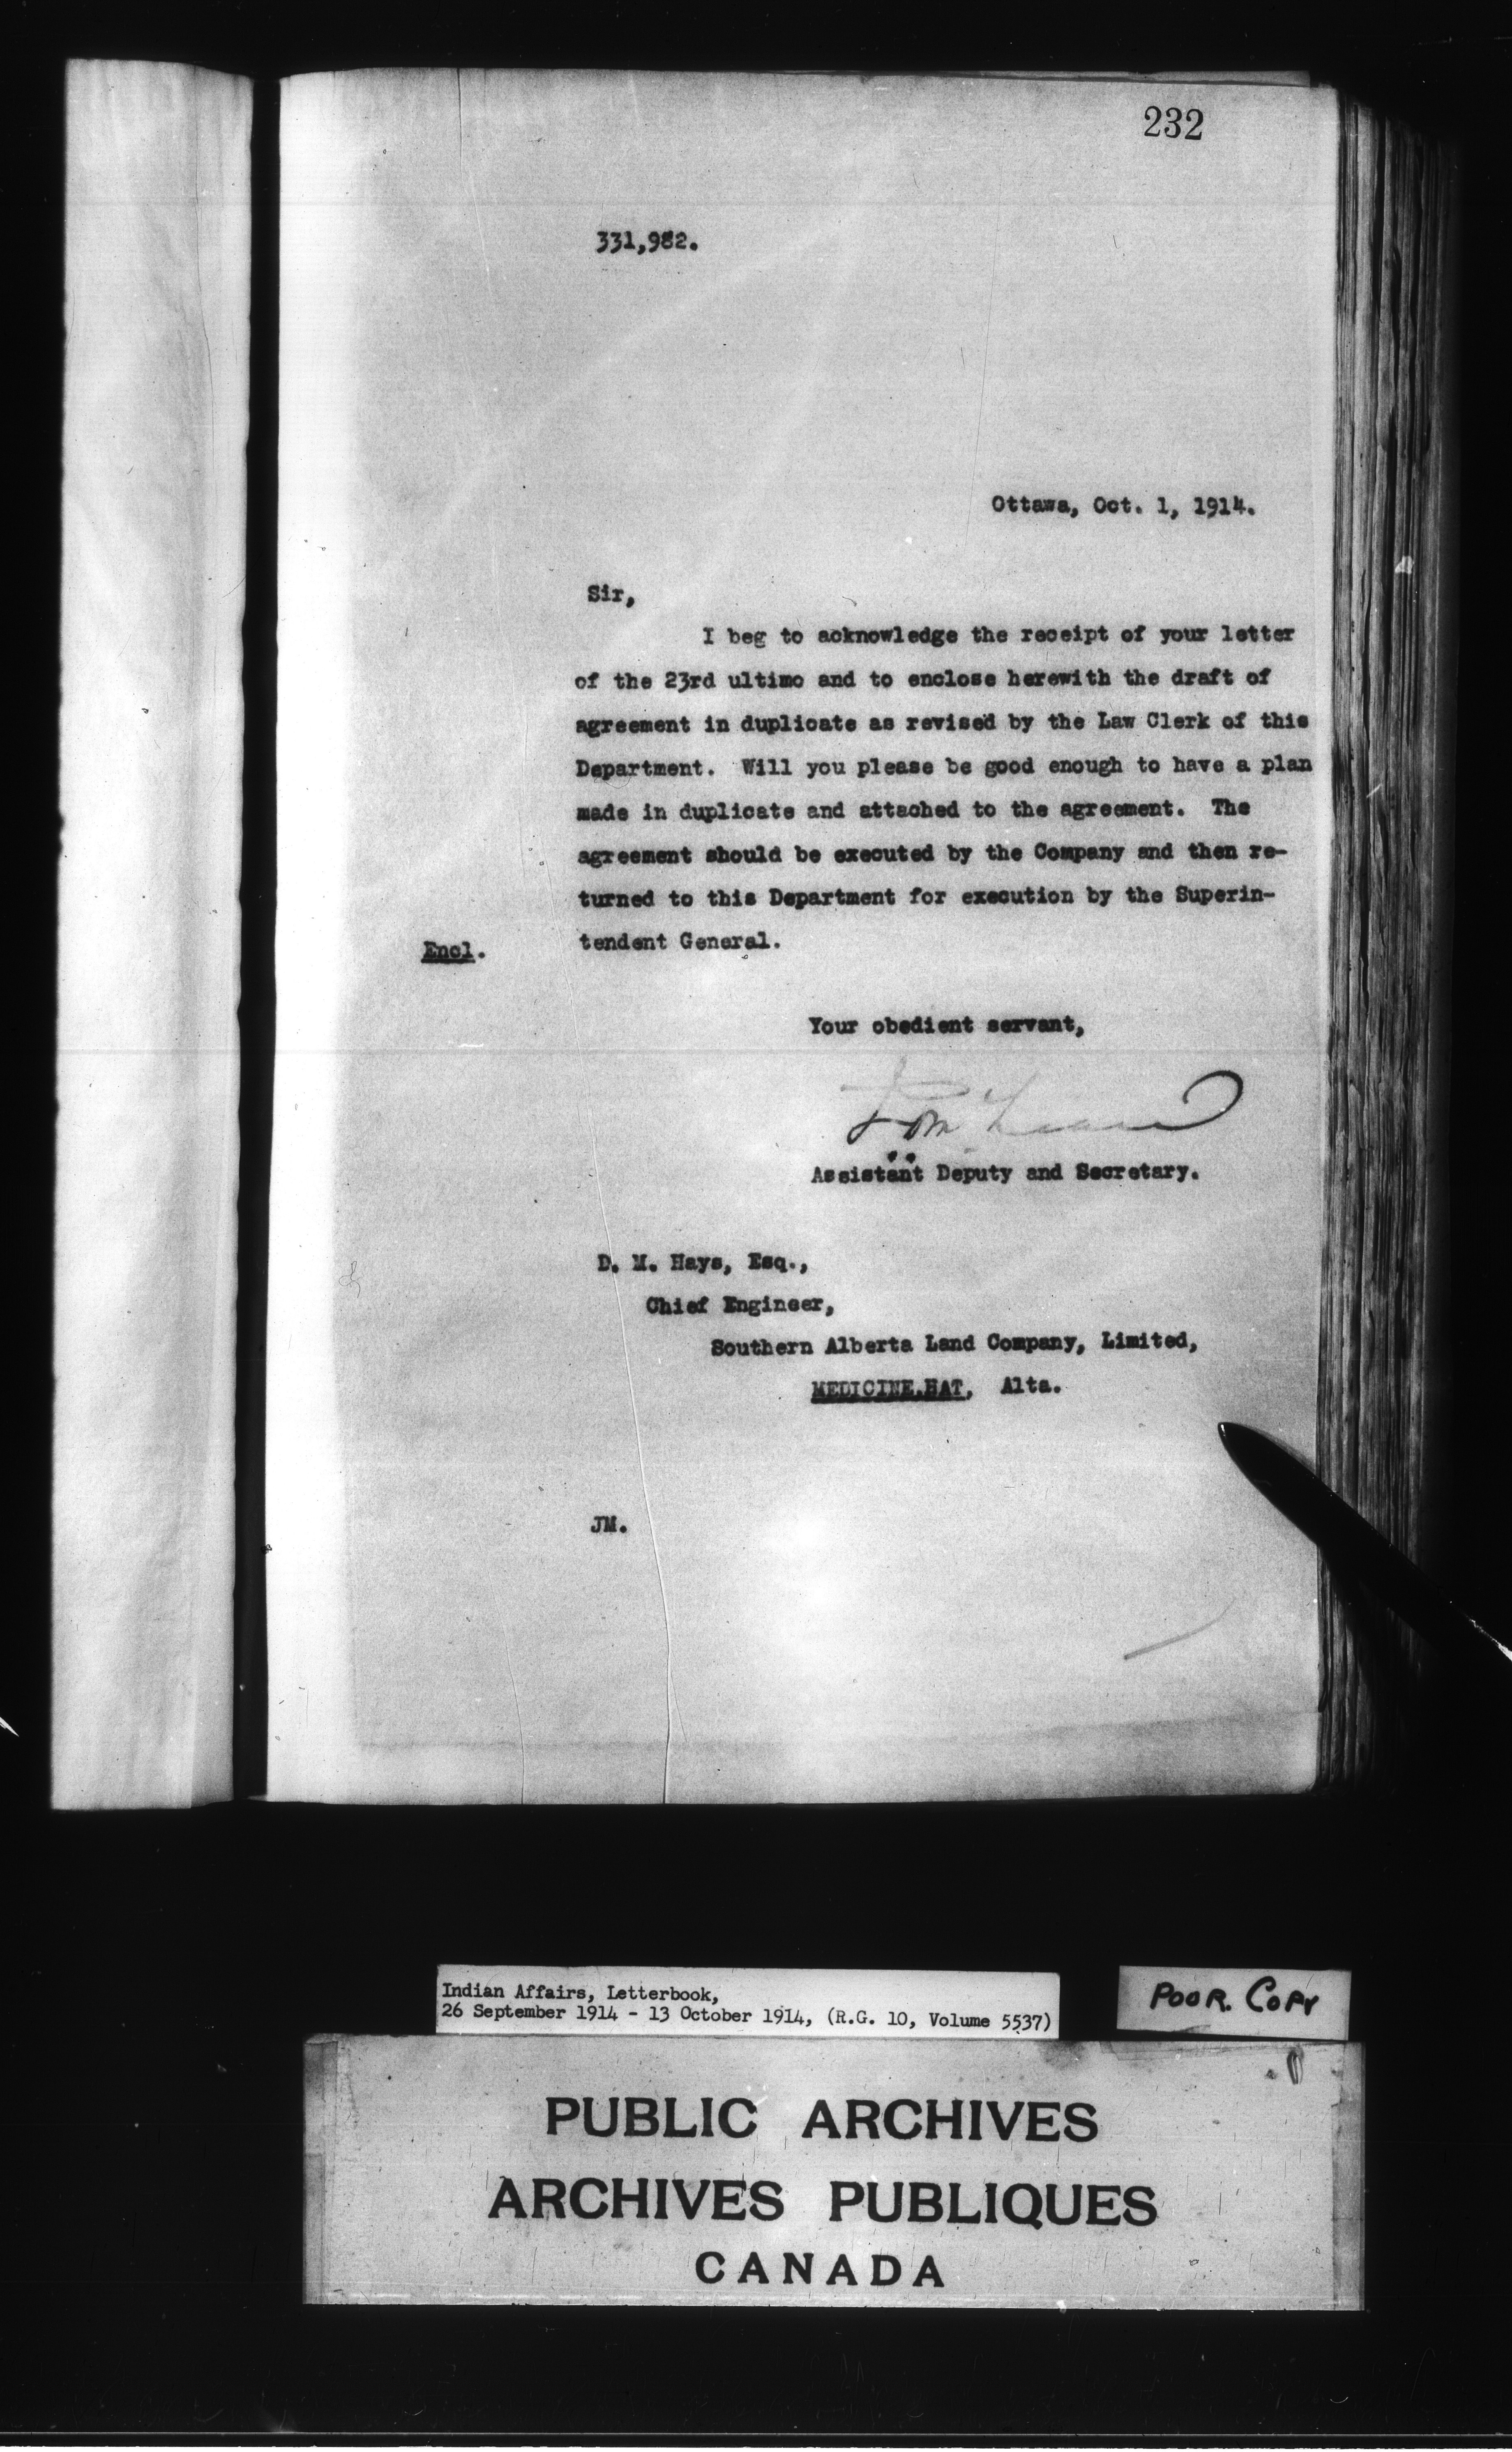 232
331,982.
Ottawa, Oct. 1, 1914.
Sir,
I beg to acknowledge the receipt of your letter
of the 23rd ultimo and to enclose herewith the draft of
agreement in duplicate as revised by the Law Clerk of this
Department. Will you please be good enough to have a plan
made in duplicate and attached to the agreement. The
agreement should be executed by the Company and then re-
turned to this Department for execution by the Superin-
tendent General.
Encl.
Your obedient servant,
Assistant Deputy and Secretary.
D. M. Hays, Esq.,
Chief Engineer,
Southern Alberta Land Company, Limited,
MEDICINE.HAT, Alta.
JM.
Indian Affairs, Letterbook,
26 September 1914 - 13 October 1914, (R.G. 10, Volume 5537)
POOR. COPY
PUBLIC ARCHIVES
ARCHIVES PUBLIQUES
CANADA